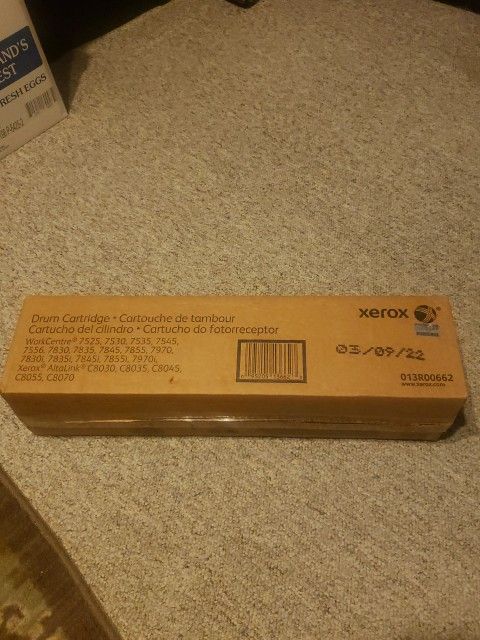 AND'S
EST
RESH EGGS
Drum Cartridge • Cartouche de tambour
Cartucho del cilindro • Cartucho do fotorreceptor
WorkCentre® 7525, 7530, 7535, 7545,
7556, 7830, 7835, 7845, 7855, 7970,
7830i, 7835i, 7845i, 7855i, 7970i,
Xerox® AltaLink® C8030, C8035, C8045,
C8055, C8070
xerox
03/09/22
013R00662
www.xerox.com